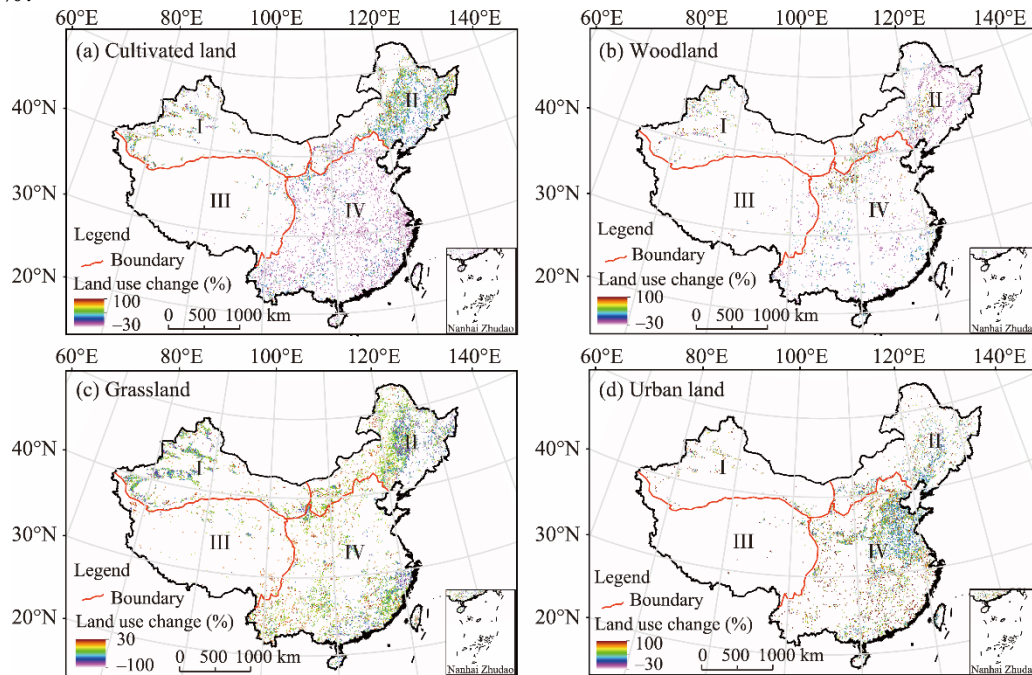 60°E 80°E 100°E 120°E 140°E 60°E 80°E 100°E 120°E 140°E
(a) Cultivated land
40°N
30°N
20°N
I
II
III
IV
Legend
Boundary
Land use change (%)
100
–30
0 500 1000 km
Nanhai Zhudao
(b) Woodland
40°N
30°N
20°N
I
II
III
IV
Legend
Boundary
Land use change (%)
100
–30
0 500 1000 km
Nanhai Zhudao
60°E 80°E 100°E 120°E 140°E 60°E 80°E 100°E 120°E 140°E
(c) Grassland
40°N
30°N
20°N
I
II
III
IV
Legend
Boundary
Land use change (%)
30
–100
0 500 1000 km
Nanhai Zhudao
(d) Urban land
40°N
30°N
20°N
I
II
III
IV
Legend
Boundary
Land use change (%)
100
–30
0 500 1000 km
Nanhai Zhudao